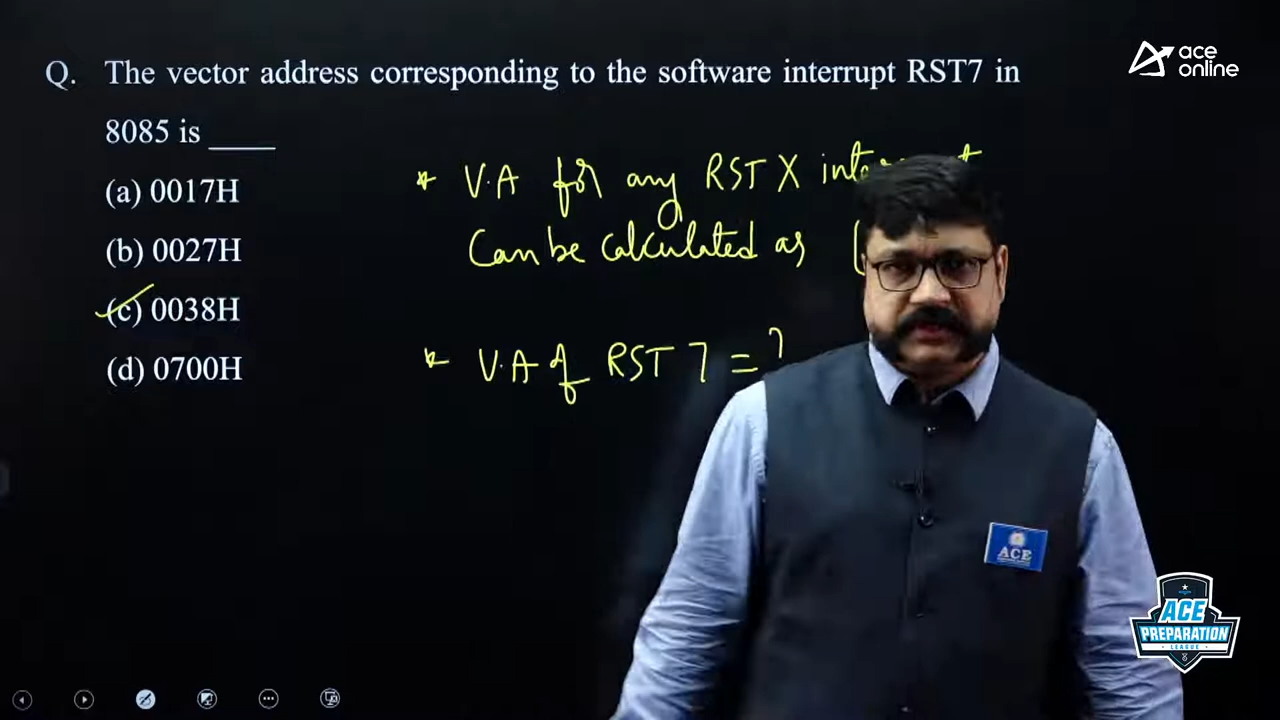 Q. The vector address corresponding to the software interrupt RST7 in
8085 is ____
(a) 0017H
(b) 0027H
(c) 0038H
(d) 0700H
* V.A for any RST X
Can be calculated as (
* V.A of RST 7 = ?
ace
online
ACE
ACE
PREPARATION
LEAGUE